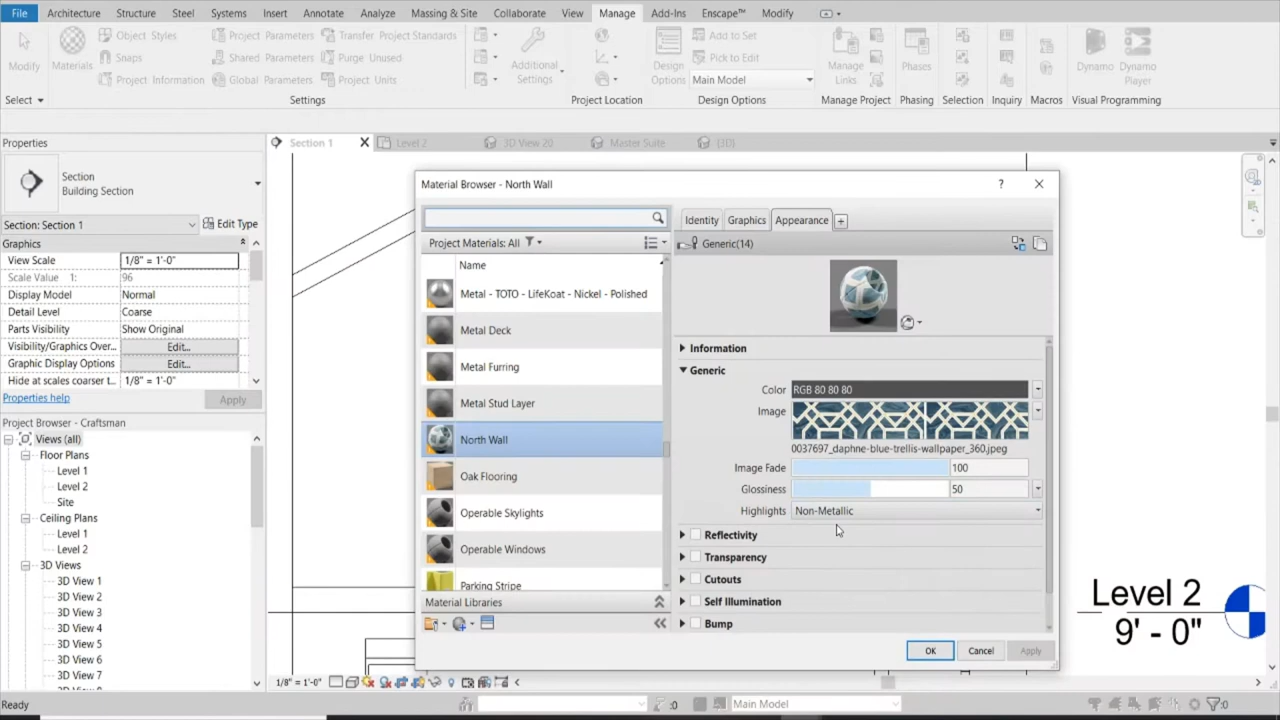 File Architecture Structure Steel Systems Insert Annotate Analyze Massing & Site Collaborate View Manage Add-Ins Enscape™ Modify
Modify
Materials
Object Styles
Snaps
Project Information
Project Parameters
Shared Parameters
Global Parameters
Transfer Project Standards
Purge Unused
Project Units
Additional
Settings
Design
Options
Add to Set
Pick to Edit
Main Model
Manage
Links
Phases
Dynamo
Dynamo
Player
Select
Settings
Project Location
Design Options
Manage Project
Phasing
Selection
Inquiry
Macros
Visual Programming
Properties
Section 1
Level 2
3D View 20
Master Suite
{3D}
Section
Building Section
Section: Section 1
Edit Type
Graphics
View Scale 1/8" = 1'-0"
Scale Value 1: 96
Display Model Normal
Detail Level Coarse
Parts Visibility Show Original
Visibility/Graphics Over... Edit...
Graphic Display Options Edit...
Hide at scales coarser t... 1/8" = 1'-0"
Properties help
Apply
Project Browser - Craftsman
Views (all)
Floor Plans
Level 1
Level 2
Site
Ceiling Plans
Level 1
Level 2
3D Views
3D View 1
3D View 2
3D View 3
3D View 4
3D View 5
3D View 6
3D View 7
Material Browser - North Wall
?
Project Materials: All
Name
Metal - TOTO - LifeKoat - Nickel - Polished
Metal Deck
Metal Furring
Metal Stud Layer
North Wall
Oak Flooring
Operable Skylights
Operable Windows
Parking Stripe
Material Libraries
Identity Graphics Appearance
Generic(14)
Information
Generic
Color RGB 80 80 80
Image
0037697_daphne-blue-trellis-wallpaper_360.jpeg
Image Fade 100
Glossiness 50
Highlights Non-Metallic
Reflectivity
Transparency
Cutouts
Self Illumination
Bump
OK Cancel Apply
Level 2
9' - 0"
1/8" = 1'-0"
Ready
:0
Main Model
:0